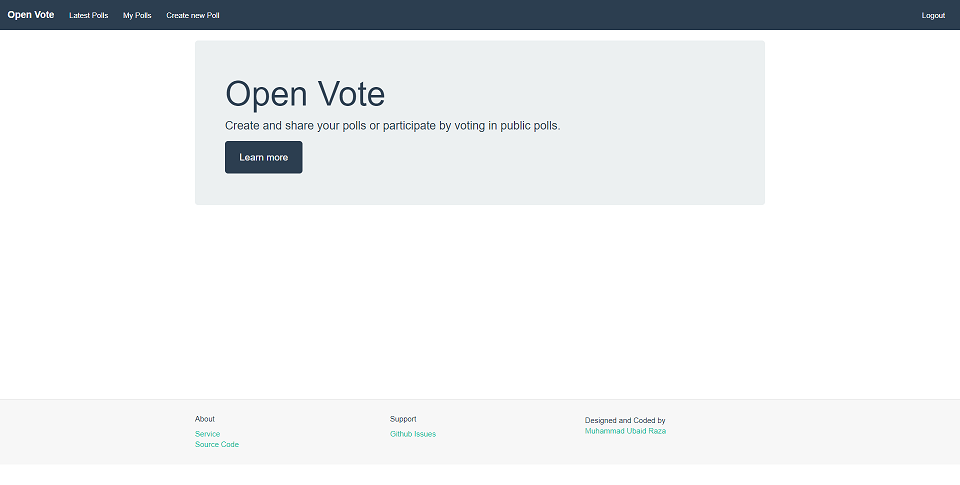 Open Vote Latest Polls My Polls Create new Poll Logout
Open Vote
Create and share your polls or participate by voting in public polls.
Learn more
About
Service
Source Code
Support
Github Issues
Designed and Coded by
Muhammad Ubaid Raza